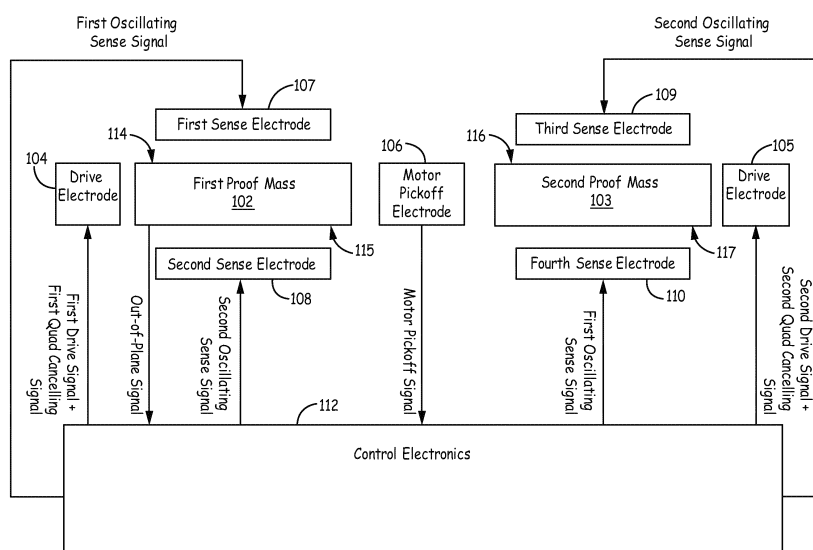 First Oscillating
Sense Signal
Second Oscillating
Sense Signal
107
109
First Sense Electrode
Third Sense Electrode
114
116
104
106
105
Drive
Electrode
First Proof Mass
102
Motor
Pickoff
Electrode
Second Proof Mass
103
Drive
Electrode
115
117
Second Sense Electrode
Fourth Sense Electrode
108
110
First Drive Signal +
First Quad Cancelling
Signal
Out-of-Plane Signal
Second Oscillating
Sense Signal
Motor Pickoff Signal
First Oscillating
Sense Signal
Second Drive Signal +
Second Quad Cancelling
Signal
112
Control Electronics